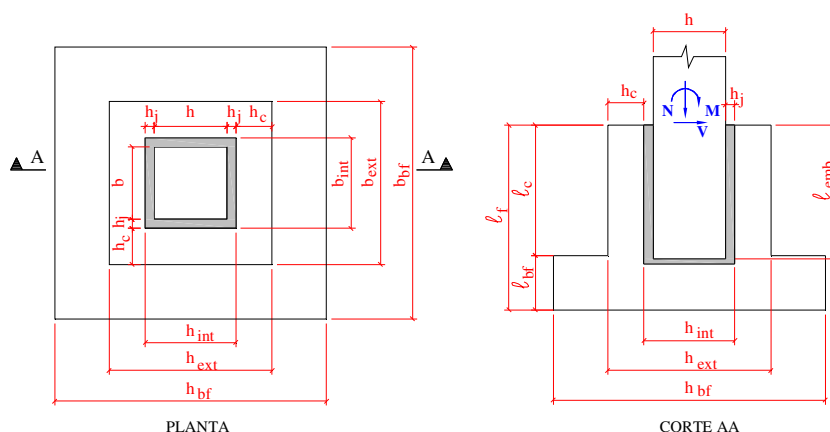 h_j h h_j h_c
A A
b h_j h_c
b_int b_ext b_bf
h_int
h_ext
h_bf
PLANTA
h
h_c h_j
N M
V
ℓ_f ℓ_c ℓ_bf ℓ_emb
h_int
h_ext
h_bf
CORTE AA